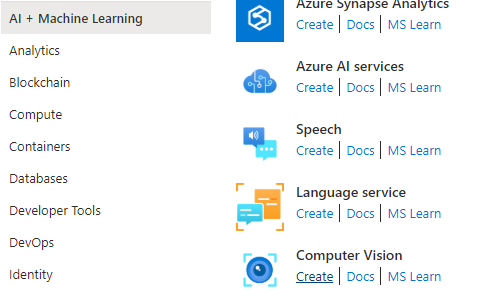 AI + Machine Learning
Analytics
Blockchain
Compute
Containers
Databases
Developer Tools
DevOps
Identity
Azure Synapse Analytics
Create | Docs | MS Learn
Azure AI services
Create | Docs | MS Learn
Speech
Create | Docs | MS Learn
Language service
Create | Docs | MS Learn
Computer Vision
Create | Docs | MS Learn